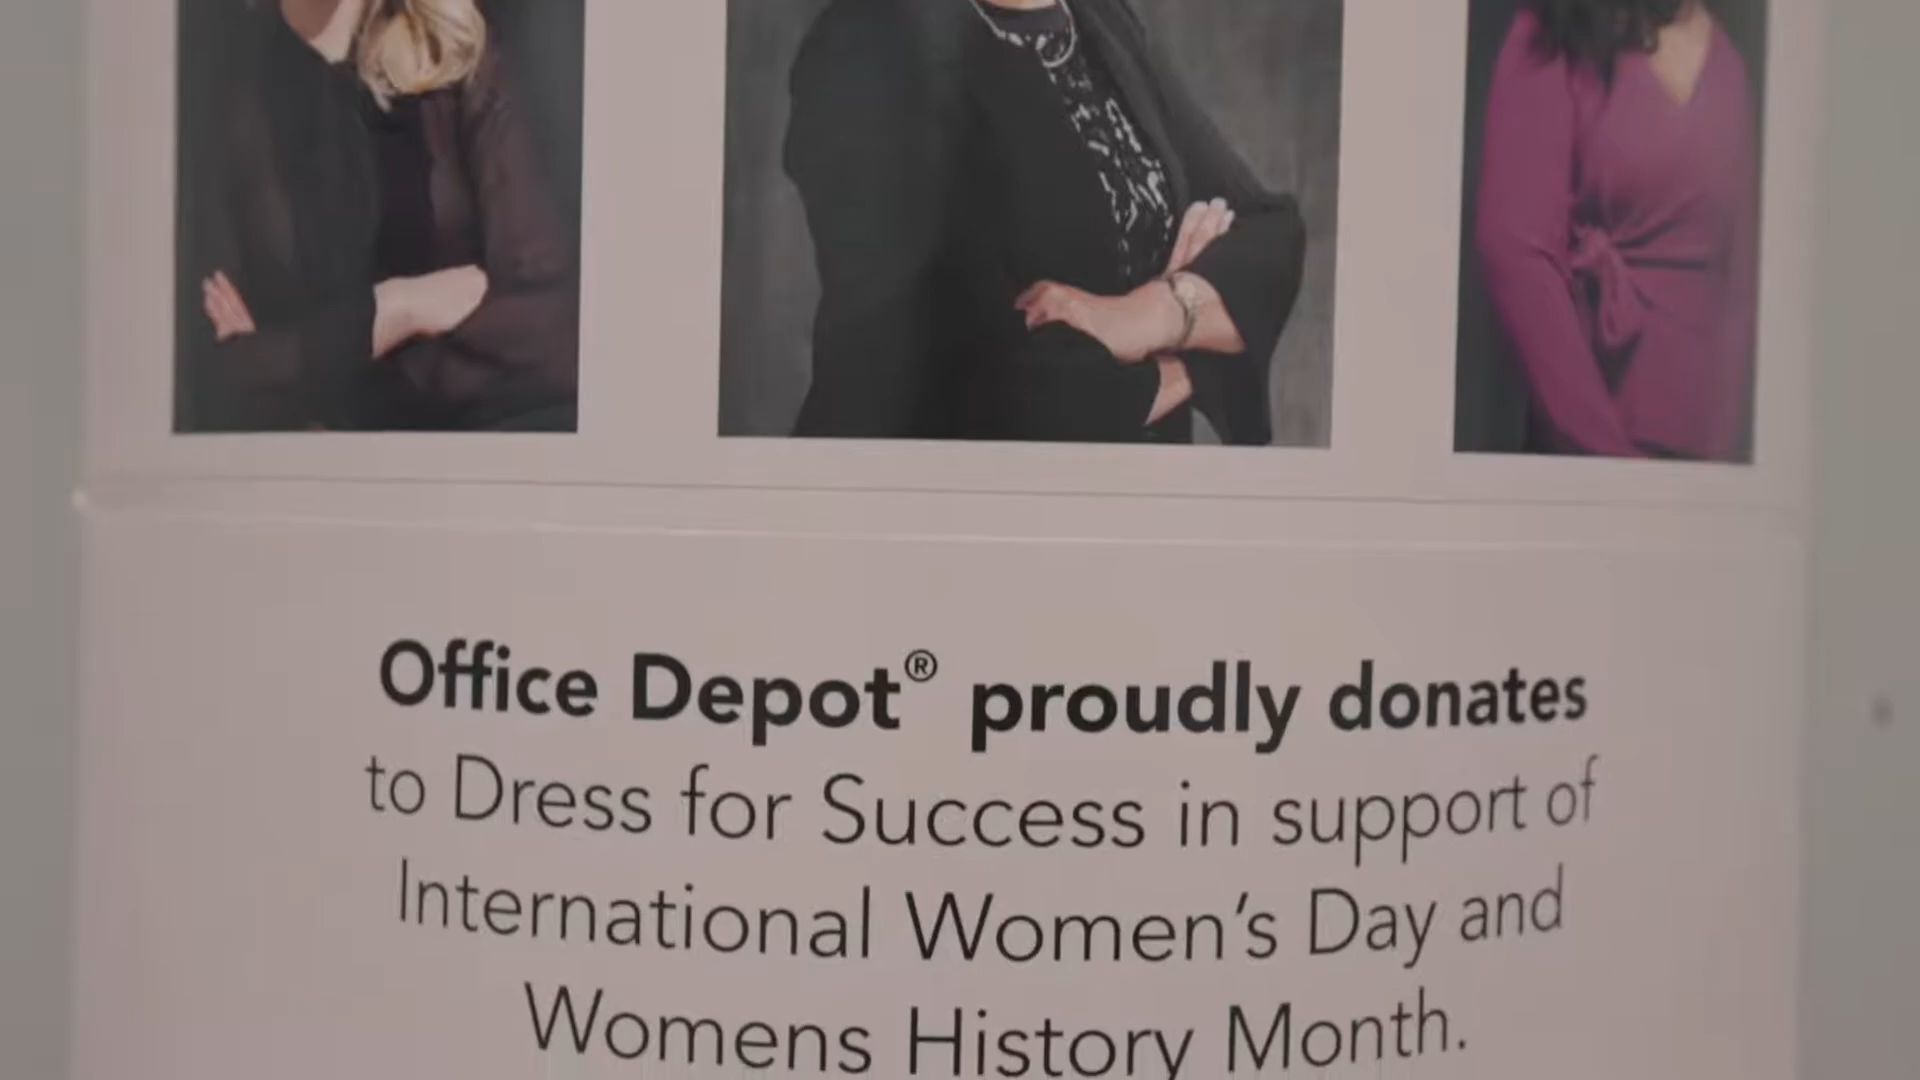 Office Depot® proudly donates
to Dress for Success in support of
International Women’s Day and
Womens History Month.